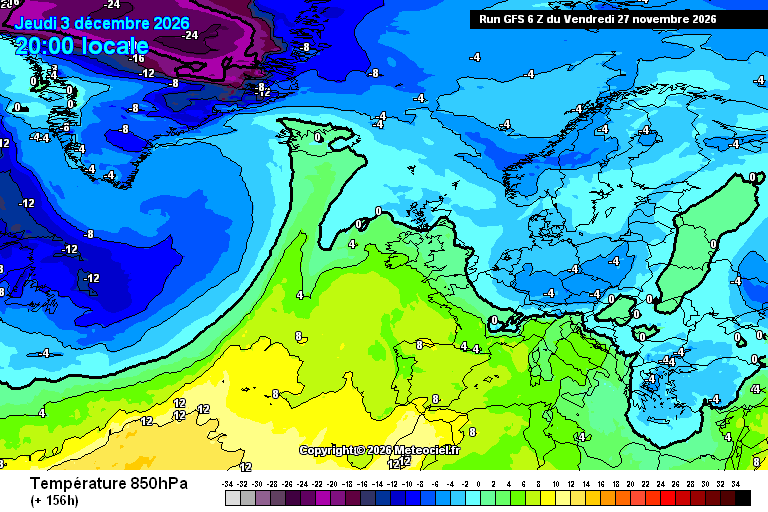 Jeudi 3 décembre 2026
20:00 locale
Run GFS 6 Z du Vendredi 27 novembre 2026
Copyright© 2026 Meteociel.fr
Température 850hPa
(+ 156h)
-34 -32 -30 -28 -26 -24 -22 -20 -18 -16 -14 -12 -10 -8 -6 -4 -2 0 2 4 6 8 10 12 14 16 18 20 22 24 26 28 30 32 34